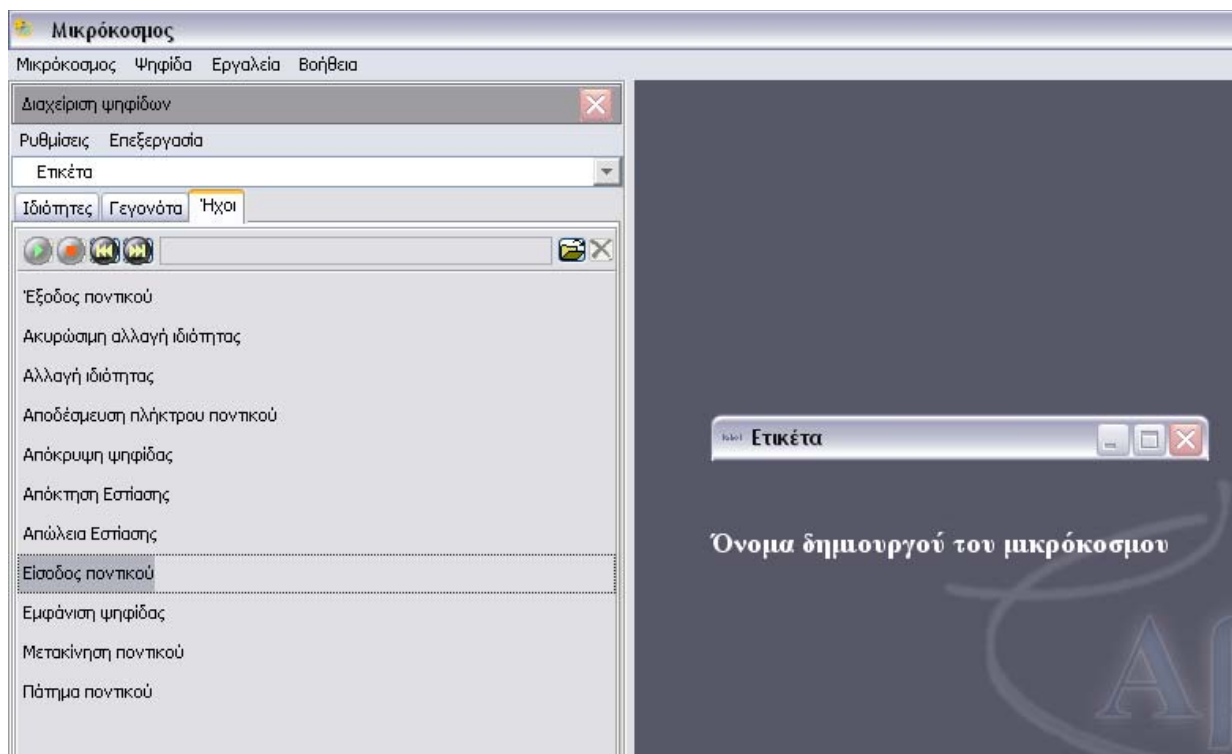 Μικρόκοσμος
Μικρόκοσμος Ψηφίδα Εργαλεία Βοήθεια
Διαχείριση ψηφίδων
Ρυθμίσεις Επεξεργασία
Ετικέτα
Ιδιότητες Γεγονότα Ήχοι
Έξοδος ποντικού
Ακυρώσιμη αλλαγή ιδιότητας
Αλλαγή ιδιότητας
Αποδέσμευση πλήκτρου ποντικού
Απόκρυψη ψηφίδας
Απόκτηση Εστίασης
Απώλεια Εστίασης
Είσοδος ποντικού
Εμφάνιση ψηφίδας
Μετακίνηση ποντικού
Πάτημα ποντικού
label Ετικέτα
Όνομα δημιουργού του μικρόκοσμου